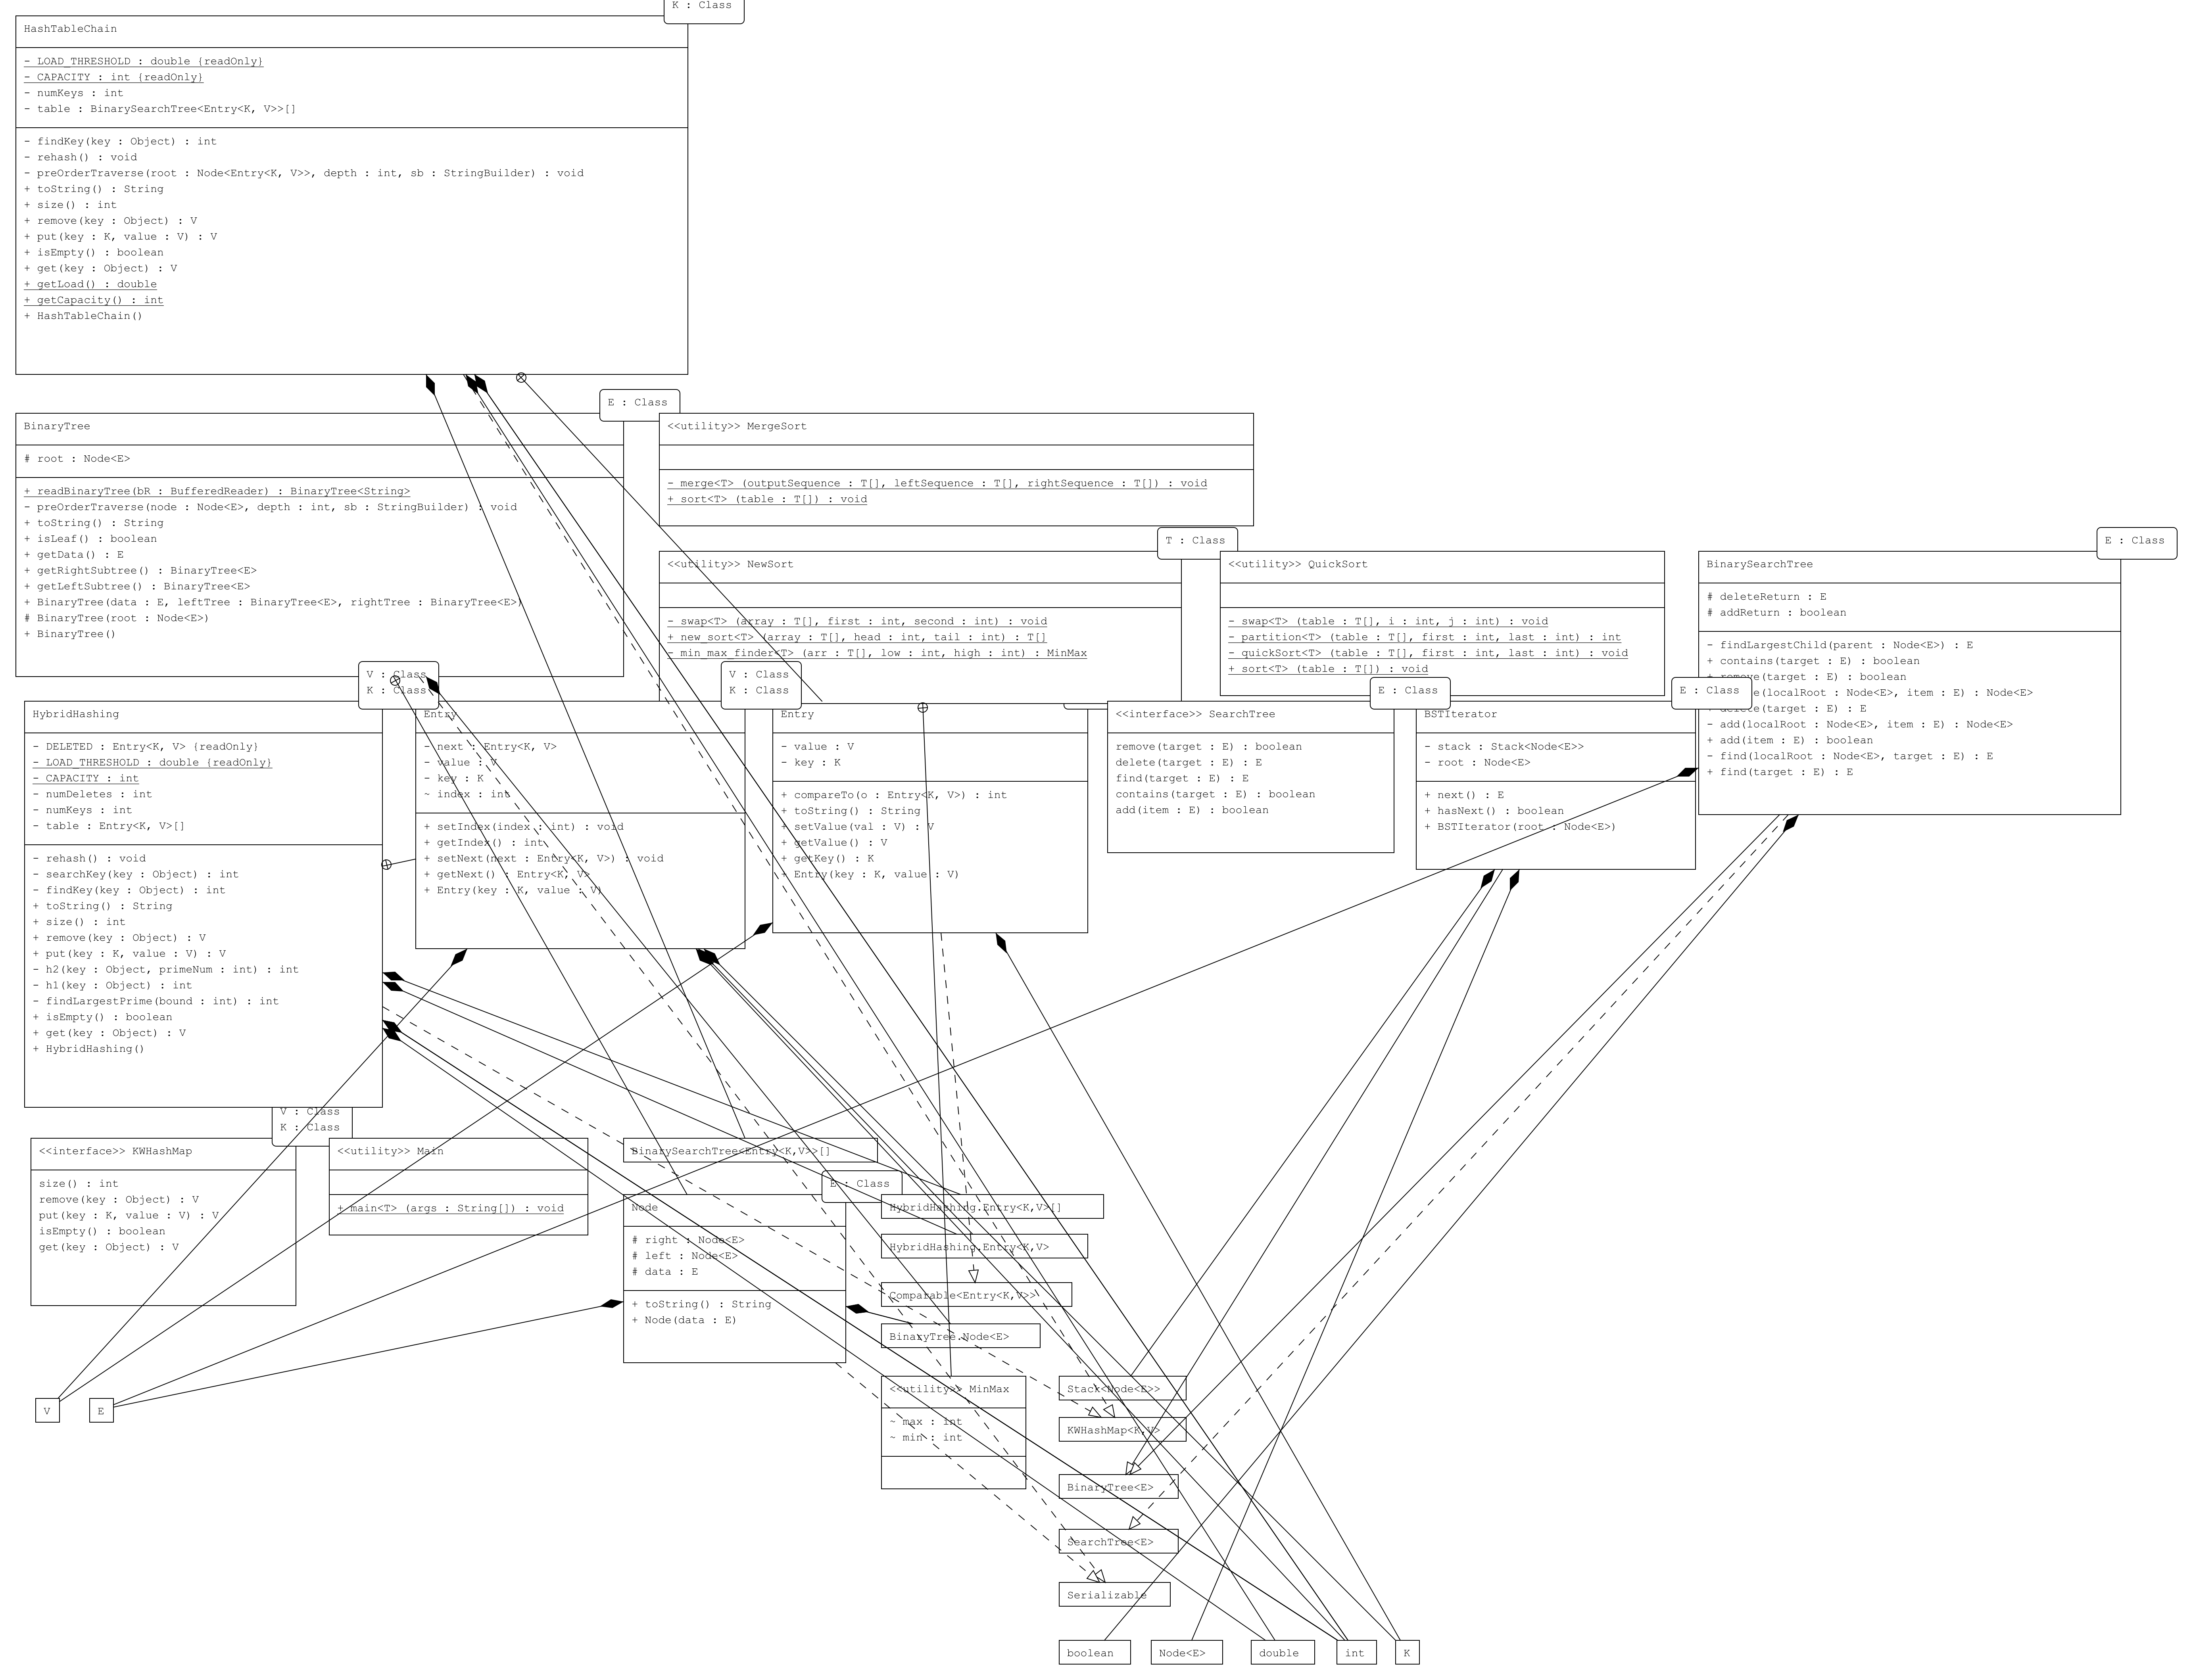 K : Class
HashTableChain
- LOAD_THRESHOLD : double {readOnly}
- CAPACITY : int {readOnly}
- numKeys : int
- table : BinarySearchTree<Entry<K, V>>[]
- findKey(key : Object) : int
- rehash() : void
- preOrderTraverse(root : Node<Entry<K, V>>, depth : int, sb : StringBuilder) : void
+ toString() : String
+ size() : int
+ remove(key : Object) : V
+ put(key : K, value : V) : V
+ isEmpty() : boolean
+ get(key : Object) : V
+ getLoad() : double
+ getCapacity() : int
+ HashTableChain()
E : Class
BinaryTree
# root : Node<E>
+ readBinaryTree(bR : BufferedReader) : BinaryTree<String>
- preOrderTraverse(node : Node<E>, depth : int, sb : StringBuilder) : void
+ toString() : String
+ isLeaf() : boolean
+ getData() : E
+ getRightSubtree() : BinaryTree<E>
+ getLeftSubtree() : BinaryTree<E>
+ BinaryTree(data : E, leftTree : BinaryTree<E>, rightTree : BinaryTree<E>)
# BinaryTree(root : Node<E>)
+ BinaryTree()
<<utility>> MergeSort
- merge<T> (outputSequence : T[], leftSequence : T[], rightSequence : T[]) : void
+ sort<T> (table : T[]) : void
T : Class
<<utility>> NewSort
- swap<T> (array : T[], first : int, second : int) : void
+ new_sort<T> (array : T[], head : int, tail : int) : T[]
- min_max_finder<T> (arr : T[], low : int, high : int) : MinMax
<<utility>> QuickSort
- swap<T> (table : T[], i : int, j : int) : void
- partition<T> (table : T[], first : int, last : int) : int
- quickSort<T> (table : T[], first : int, last : int) : void
+ sort<T> (table : T[]) : void
E : Class
BinarySearchTree
# deleteReturn : E
# addReturn : boolean
- findLargestChild(parent : Node<E>) : E
+ contains(target : E) : boolean
+ remove(target : E) : boolean
(localRoot : Node<E>, item : E) : Node<E>
+ delete(target : E) : E
- add(localRoot : Node<E>, item : E) : Node<E>
+ add(item : E) : boolean
- find(localRoot : Node<E>, target : E) : E
+ find(target : E) : E
V : Class
K : Class
HybridHashing
- DELETED : Entry<K, V> {readOnly}
- LOAD_THRESHOLD : double {readOnly}
- CAPACITY : int
- numDeletes : int
- numKeys : int
- table : Entry<K, V>[]
- rehash() : void
- searchKey(key : Object) : int
- findKey(key : Object) : int
+ toString() : String
+ size() : int
+ remove(key : Object) : V
+ put(key : K, value : V) : V
- h2(key : Object, primeNum : int) : int
- h1(key : Object) : int
- findLargestPrime(bound : int) : int
+ isEmpty() : boolean
+ get(key : Object) : V
+ HybridHashing()
V : Class
K : Class
Entry
- next : Entry<K, V>
- value : V
- key : K
~ index : int
+ setIndex(index : int) : void
+ getIndex() : int
+ setNext(next : Entry<K, V>) : void
+ getNext() : Entry<K, V>
+ Entry(key : K, value : V)
Entry
- value : V
- key : K
+ compareTo(o : Entry<K, V>) : int
+ toString() : String
+ setValue(val : V) : V
+ getValue() : V
+ getKey() : K
+ Entry(key : K, value : V)
E : Class
<<interface>> SearchTree
remove(target : E) : boolean
delete(target : E) : E
find(target : E) : E
contains(target : E) : boolean
add(item : E) : boolean
E : Class
BSTIterator
- stack : Stack<Node<E>>
- root : Node<E>
+ next() : E
+ hasNext() : boolean
+ BSTIterator(root : Node<E>)
V : Class
K : Class
<<interface>> KWHashMap
size() : int
remove(key : Object) : V
put(key : K, value : V) : V
isEmpty() : boolean
get(key : Object) : V
<<utility>> Main
+ main<T> (args : String[]) : void
BinarySearchTree<Entry<K,V>>[]
E : Class
Node
# right : Node<E>
# left : Node<E>
# data : E
+ toString() : String
+ Node(data : E)
HybridHashing.Entry<K,V>[]
HybridHashing.Entry<K,V>
Comparable<Entry<K,V>>
BinaryTree.Node<E>
<<utility>> MinMax
~ max : int
~ min : int
Stack<Node<E>>
KWHashMap<K,V>
BinaryTree<E>
SearchTree<E>
Serializable
V
E
boolean
Node<E>
double
int
K